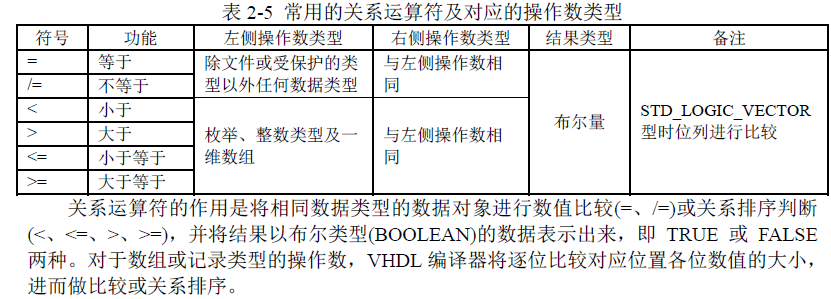 表 2-5 常用的关系运算符及对应的操作数类型
符号 功能 左侧操作数类型 右侧操作数类型 结果类型 备注
= 等于 除文件或受保护的类型以外任何数据类型 与左侧操作数相同 布尔量 STD_LOGIC_VECTOR 型时位列进行比较
/= 不等于
< 小于 枚举、整数类型及一维数组 与左侧操作数相同
> 大于
<= 小于等于
>= 大于等于
关系运算符的作用是将相同数据类型的数据对象进行数值比较(=、/=)或关系排序判断
(<、<=、>、>=)，并将结果以布尔类型(BOOLEAN)的数据表示出来，即 TRUE 或 FALSE
两种。对于数组或记录类型的操作数，VHDL 编译器将逐位比较对应位置各位数值的大小，
进而做比较或关系排序。